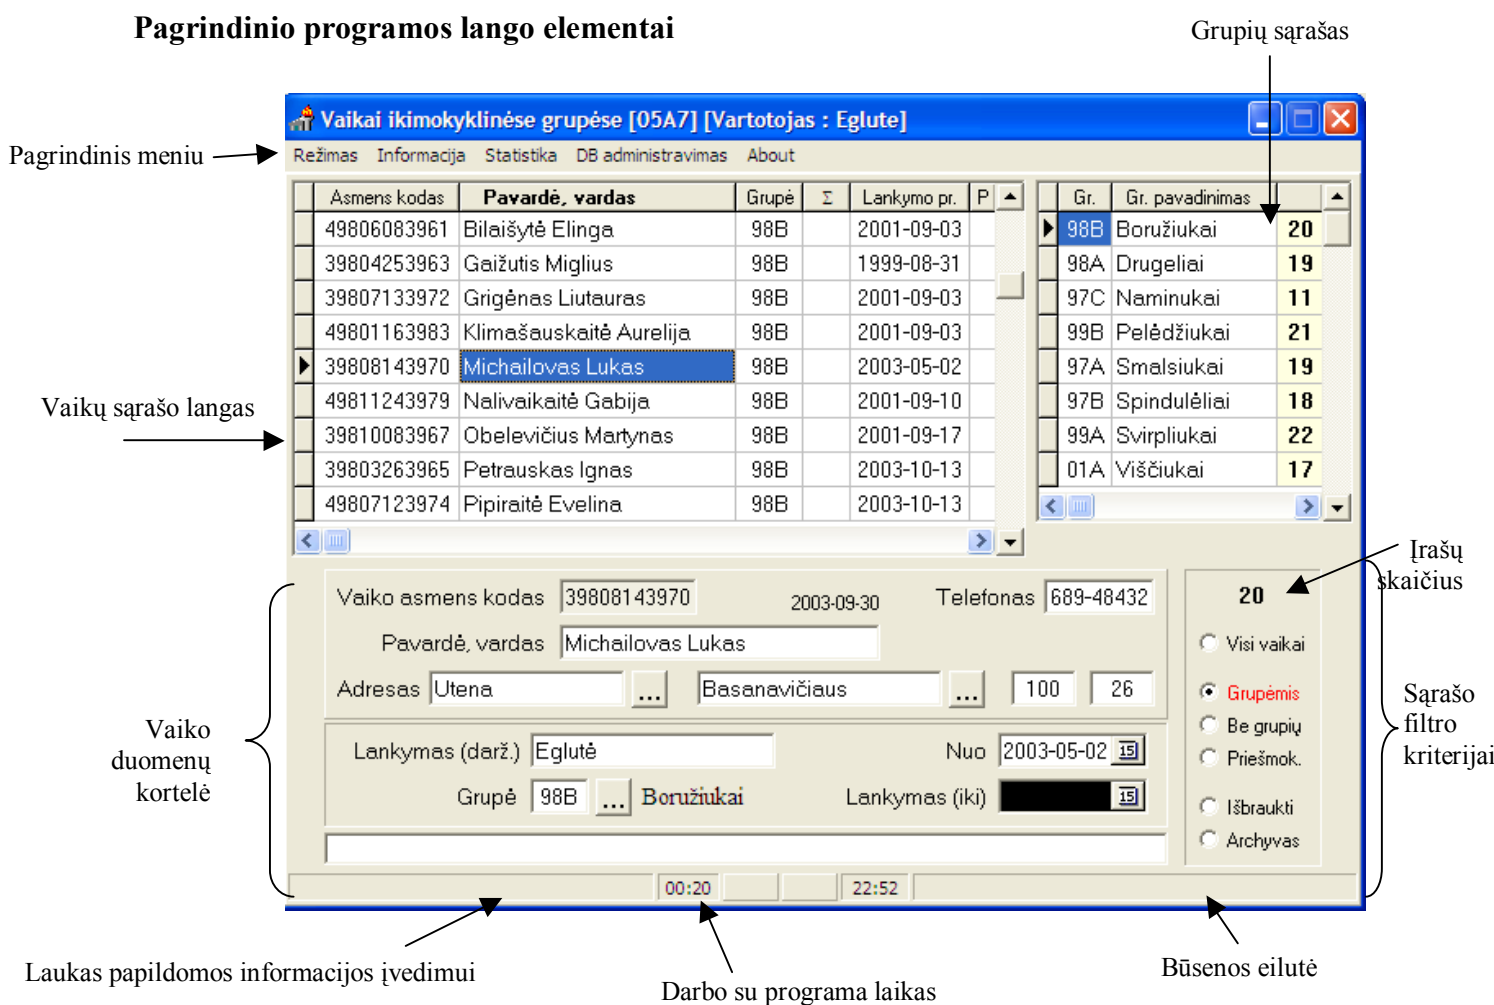 Pagrindinio programos lango elementai
Grupių sąrašas
Vaikai ikimokyklinėse grupėse [05A7] [Vartotojas : Eglute]
Pagrindinis meniu
Režimas Informacija Statistika DB administravimas About
Asmens kodas Pavardė, vardas Grupė Σ Lankymo pr. P
49806083961 Bilaišytė Elinga 98B 2001-09-03
39804253963 Gaižutis Miglius 98B 1999-08-31
39807133972 Grigėnas Liutauras 98B 2001-09-03
49801163983 Klimašauskaitė Aurelija 98B 2001-09-03
39808143970 Michailovas Lukas 98B 2003-05-02
49811243979 Nalivaikaitė Gabija 98B 2001-09-10
39810083967 Obelevičius Martynas 98B 2001-09-17
39803263965 Petrauskas Ignas 98B 2003-10-13
49807123974 Pipiraitė Evelina 98B 2003-10-13
Gr. Gr. pavadinimas
98B Boružiukai 20
98A Drugeliai 19
97C Naminukai 11
99B Pelėdžiukai 21
97A Smalsiukai 19
97B Spindulėliai 18
99A Svirpliukai 22
01A Viščiukai 17
Vaikų sąrašo langas
Įrašų
skaičius
Vaiko asmens kodas 39808143970 2003-09-30 Telefonas 689-48432
Pavardė, vardas Michailovas Lukas
Adresas Utena ... Basanavičiaus ... 100 26
Lankymas (darž.) Eglutė Nuo 2003-05-02 15
Grupė 98B ... Boružiukai Lankymas (iki) 15
20
Visi vaikai
Grupėmis
Be grupių
Priešmok.
Išbraukti
Archyvas
Vaiko
duomenų
kortelė
Sąrašo
filtro
kriterijai
00:20 22:52
Laukas papildomos informacijos įvedimui
Darbo su programa laikas
Būsenos eilutė